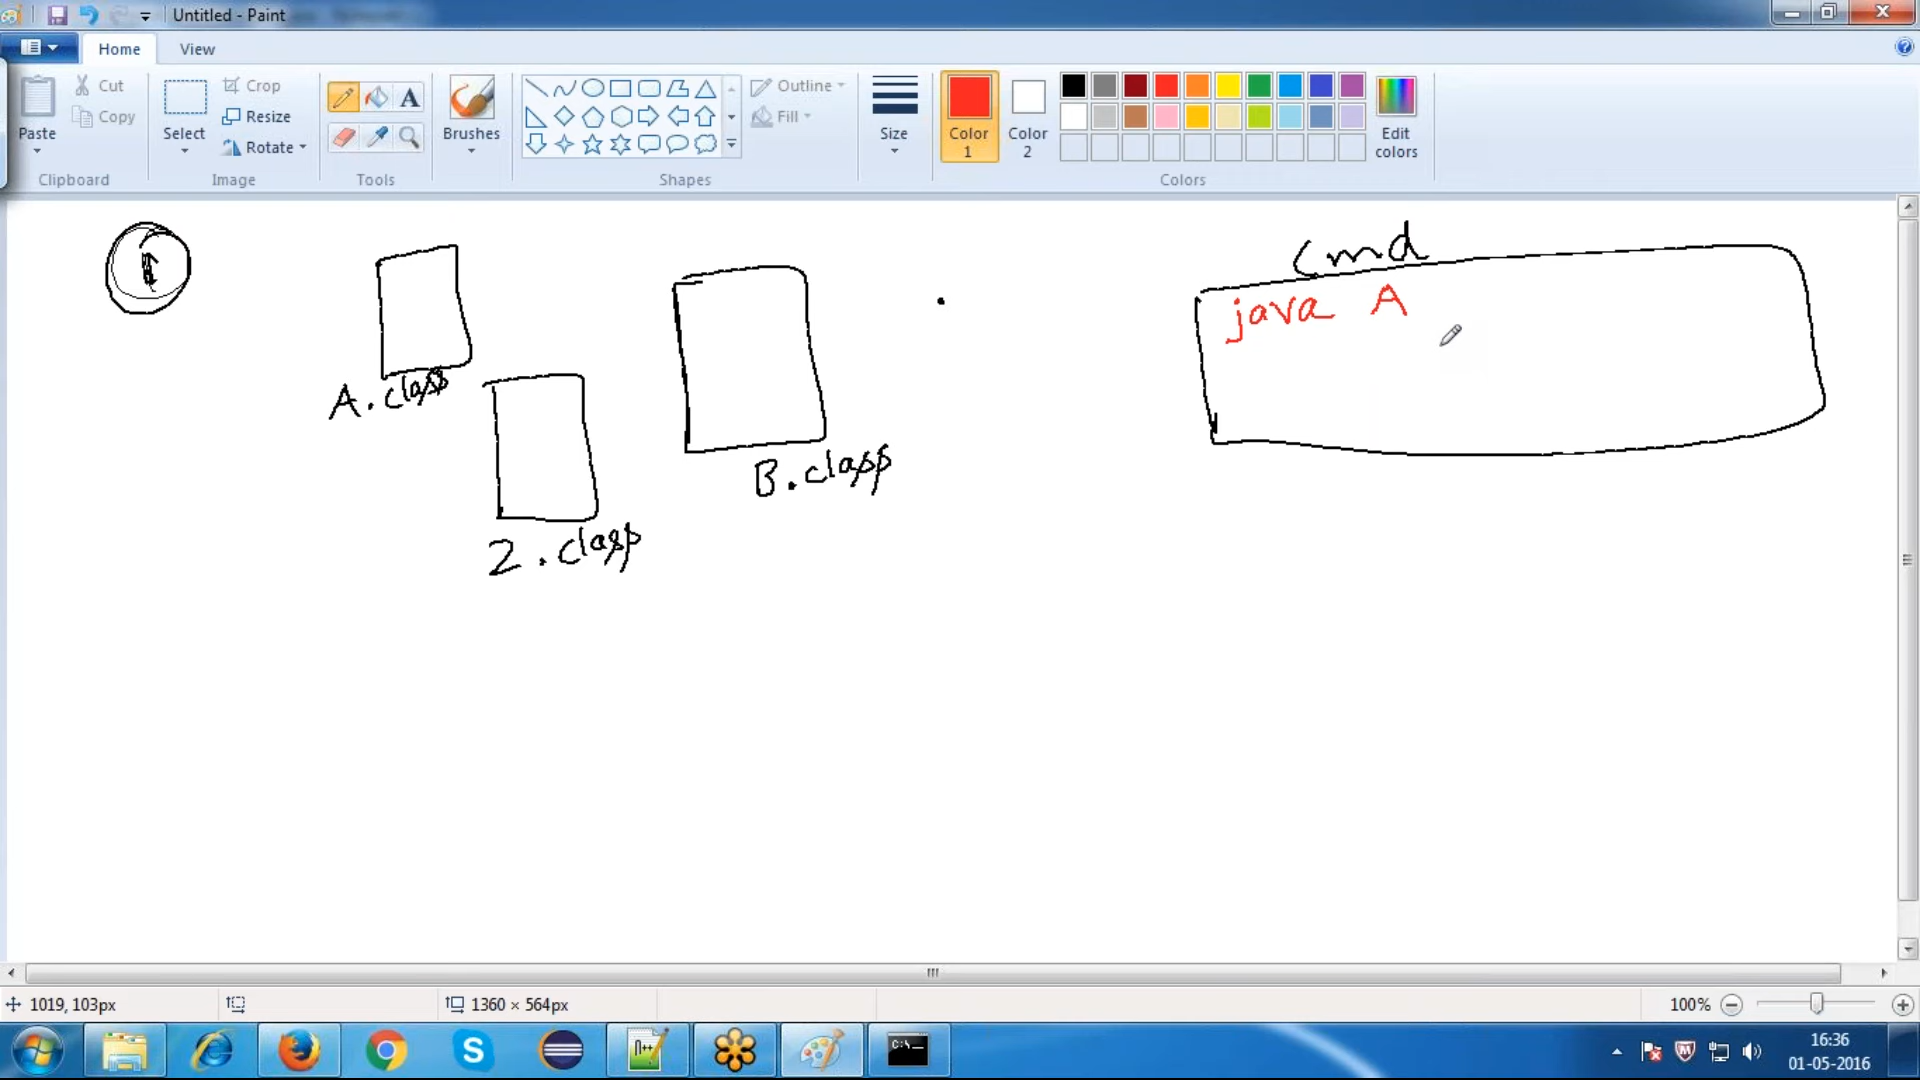 Untitled - Paint
Home View
Paste
Cut
Copy
Clipboard
Select
Crop
Resize
Rotate
Image
Tools
Brushes
Shapes
Outline
Fill
Size
Color 1
Color 2
Edit colors
Colors
1
A.class
2.class
B.class
cmd
java A
1019, 103px
1360 × 564px
100%
16:36
01-05-2016